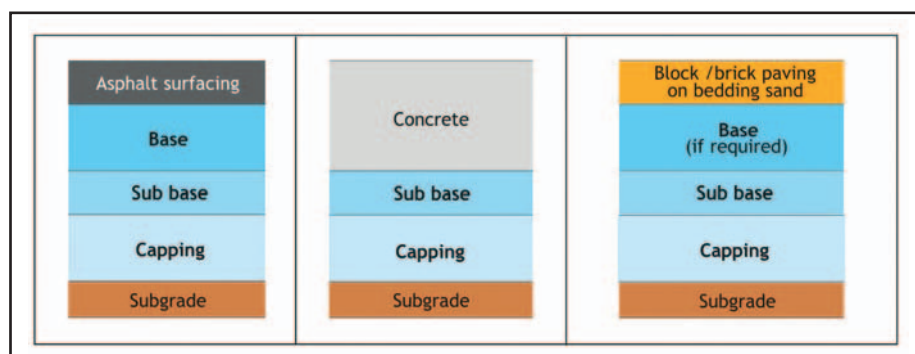 Asphalt surfacing
Base
Sub base
Capping
Subgrade
Concrete
Sub base
Capping
Subgrade
Block /brick paving
on bedding sand
Base
(if required)
Sub base
Capping
Subgrade